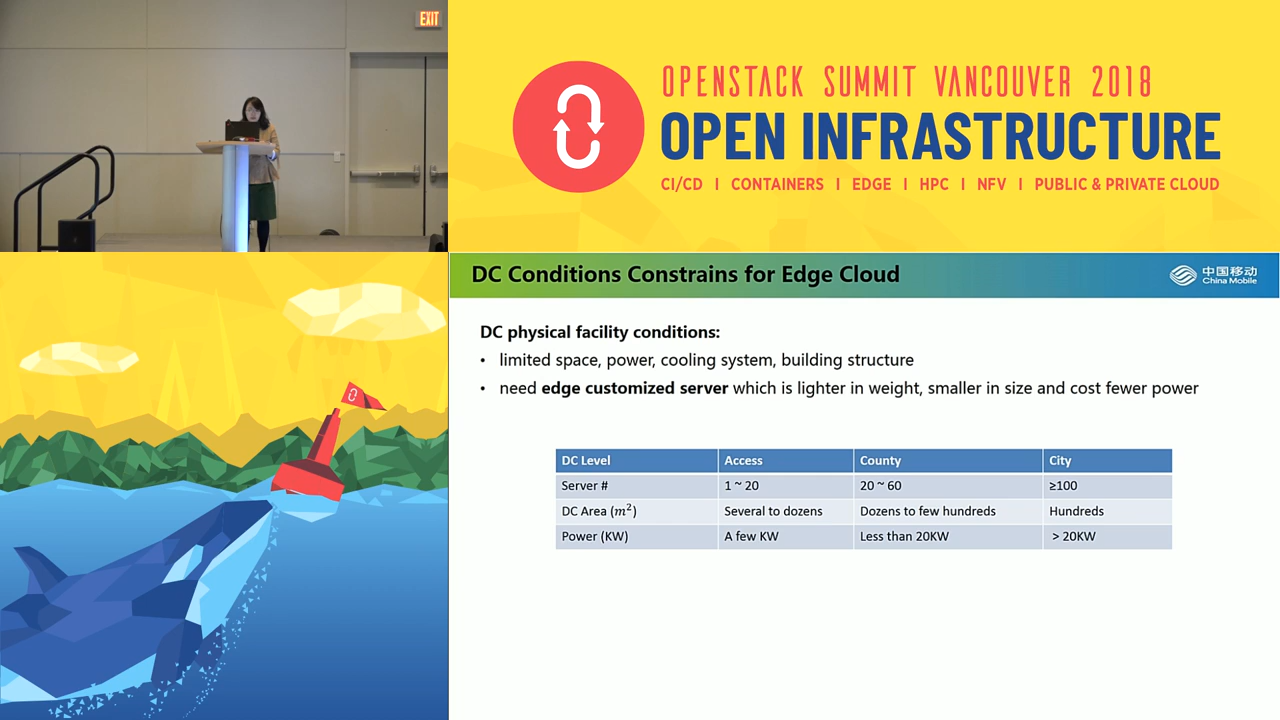 EXIT
OPENSTACK SUMMIT VANCOUVER 2018
OPEN INFRASTRUCTURE
CI/CD | CONTAINERS | EDGE | HPC | NFV | PUBLIC & PRIVATE CLOUD
DC Conditions Constrains for Edge Cloud
中国移动
China Mobile
DC physical facility conditions:
• limited space, power, cooling system, building structure
• need edge customized server which is lighter in weight, smaller in size and cost fewer power
DC Level Access County City
Server # 1 ~ 20 20 ~ 60 ≥100
DC Area (m²) Several to dozens Dozens to few hundreds Hundreds
Power (KW) A few KW Less than 20KW > 20KW